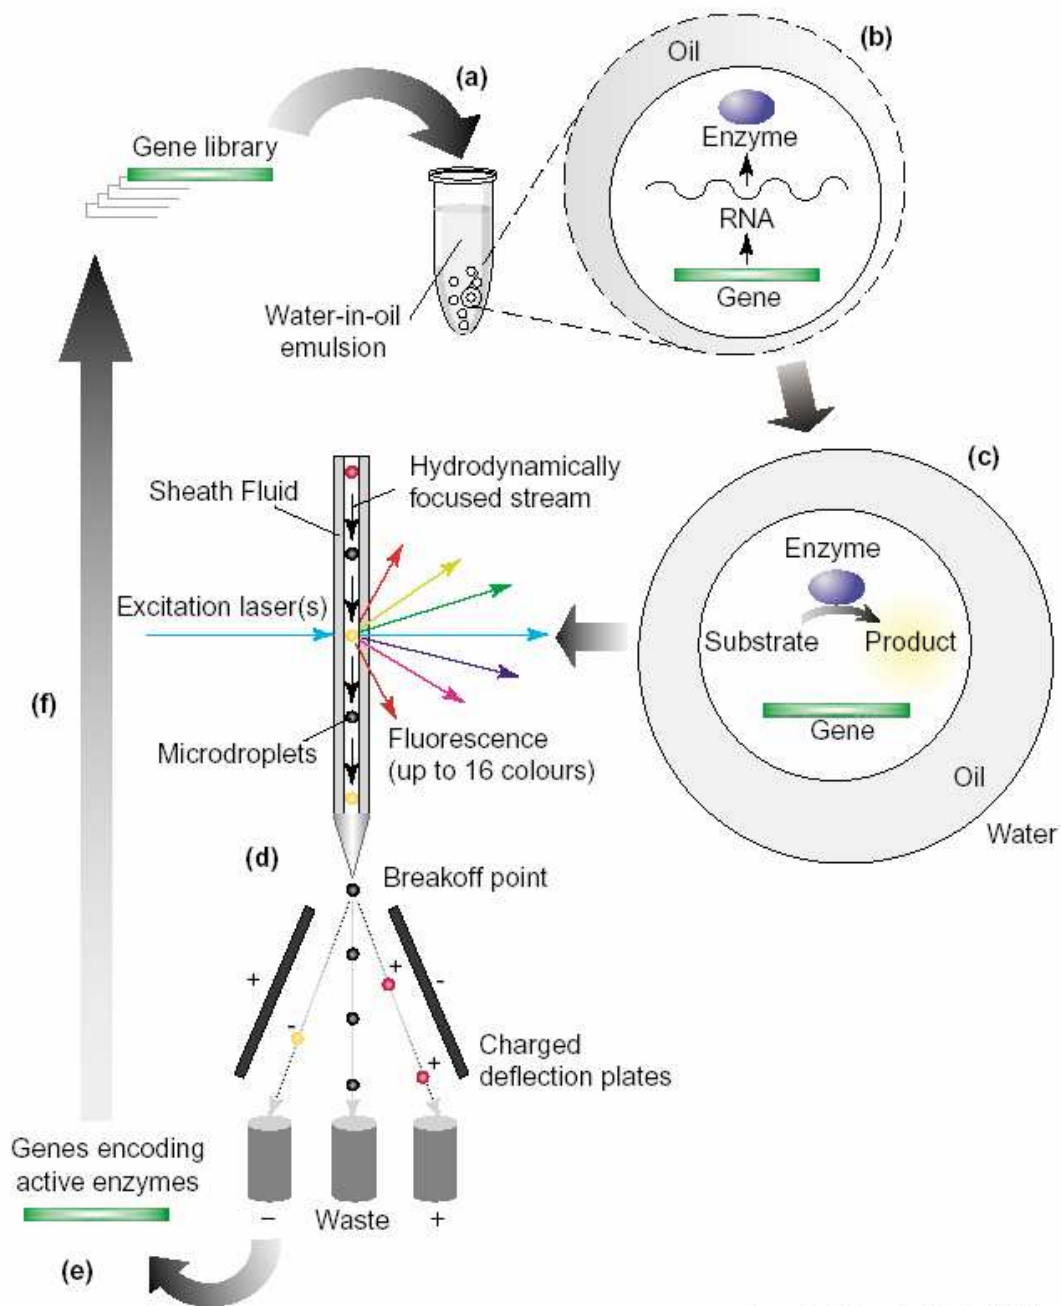 (a)
Gene library
Water-in-oil
emulsion
(b)
Oil
Enzyme
RNA
Gene
(c)
Enzyme
Substrate
Product
Gene
Oil
Water
Sheath Fluid
Hydrodynamically
focused stream
Excitation laser(s)
Microdroplets
Fluorescence
(up to 16 colours)
(d)
Breakoff point
+
-
+
-
+
Charged
deflection plates
−
Waste
+
Genes encoding
active enzymes
(e)
(f)